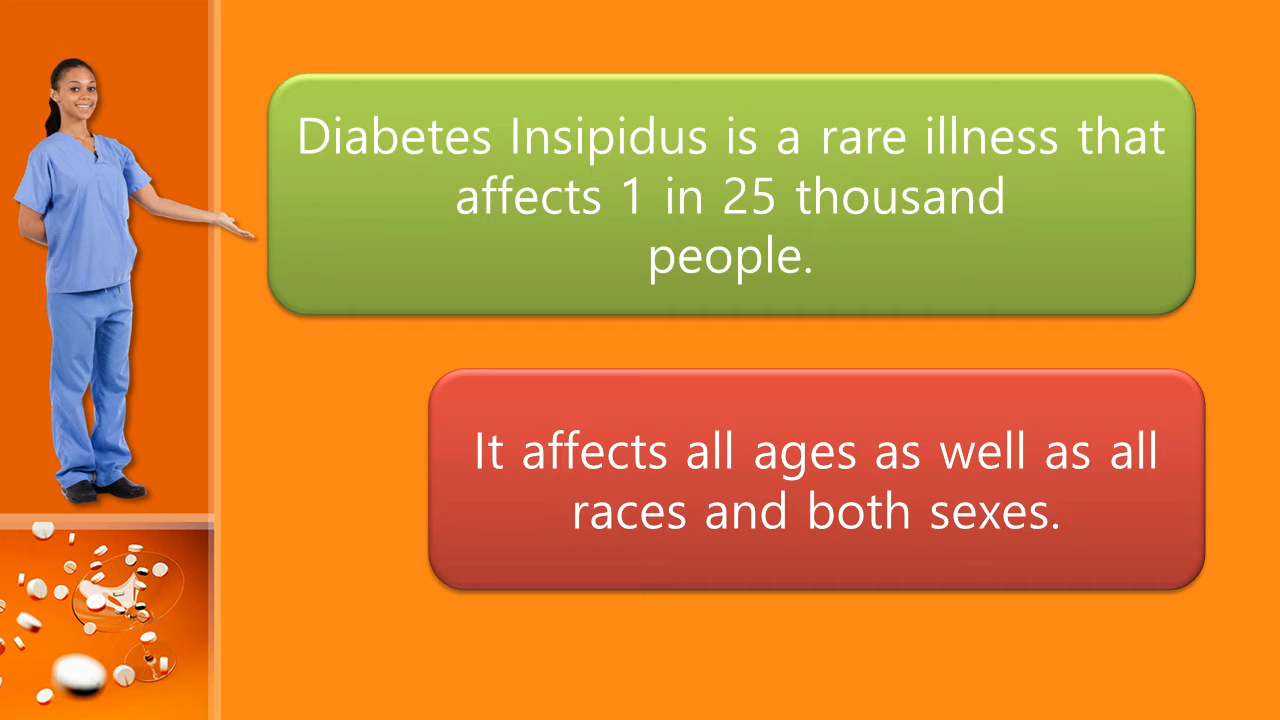 Diabetes Insipidus is a rare illness that
affects 1 in 25 thousand
people.
It affects all ages as well as all
races and both sexes.